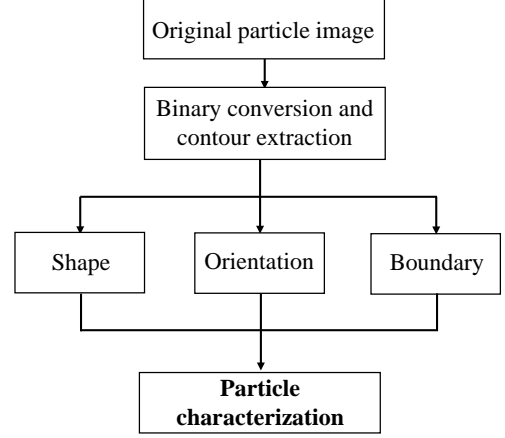 Original particle image
Binary conversion and
contour extraction
Shape
Orientation
Boundary
Particle
characterization